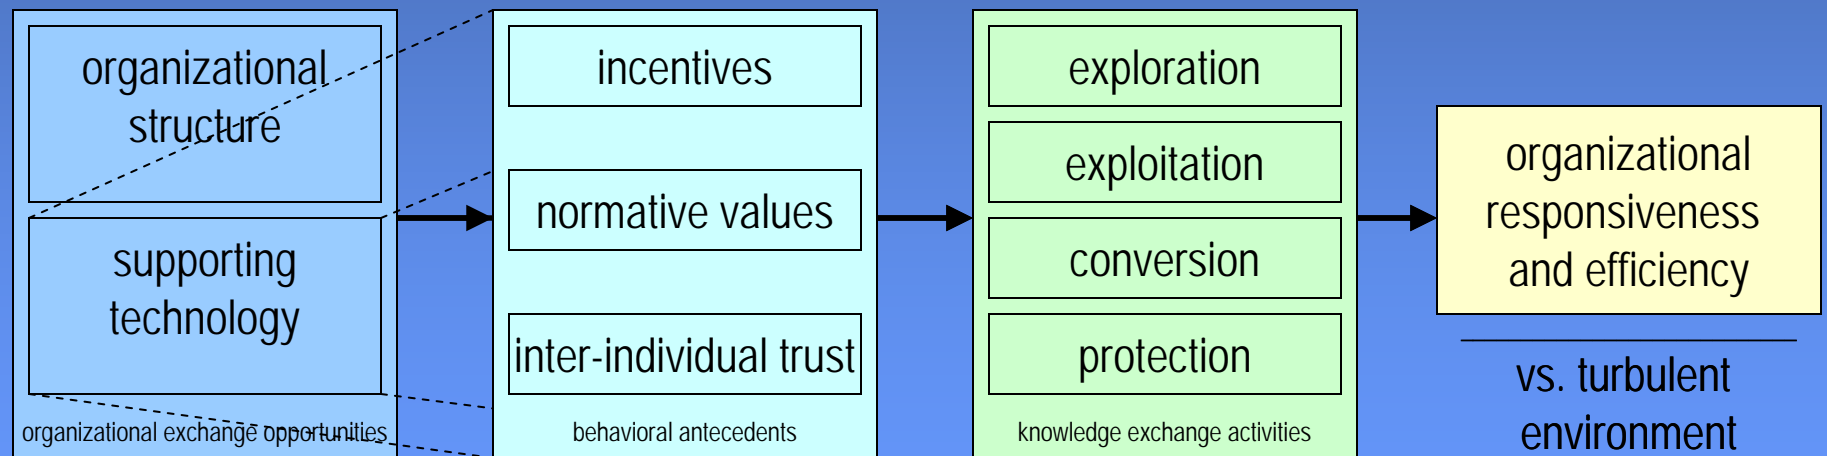 organizational
structure
supporting
technology
organizational exchange opportunities
incentives
normative values
inter-individual trust
behavioral antecedents
exploration
exploitation
conversion
protection
knowledge exchange activities
organizational
responsiveness
and efficiency
vs. turbulent
environment